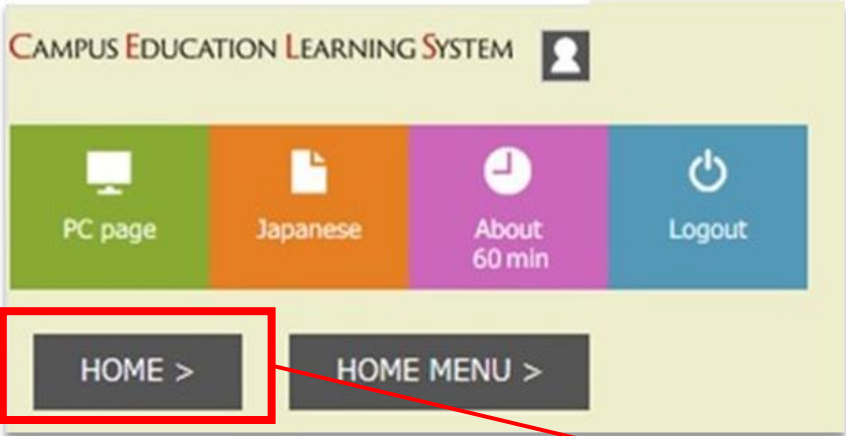 CAMPUS EDUCATION LEARNING SYSTEM
PC page
Japanese
About
60 min
Logout
HOME >
HOME MENU >